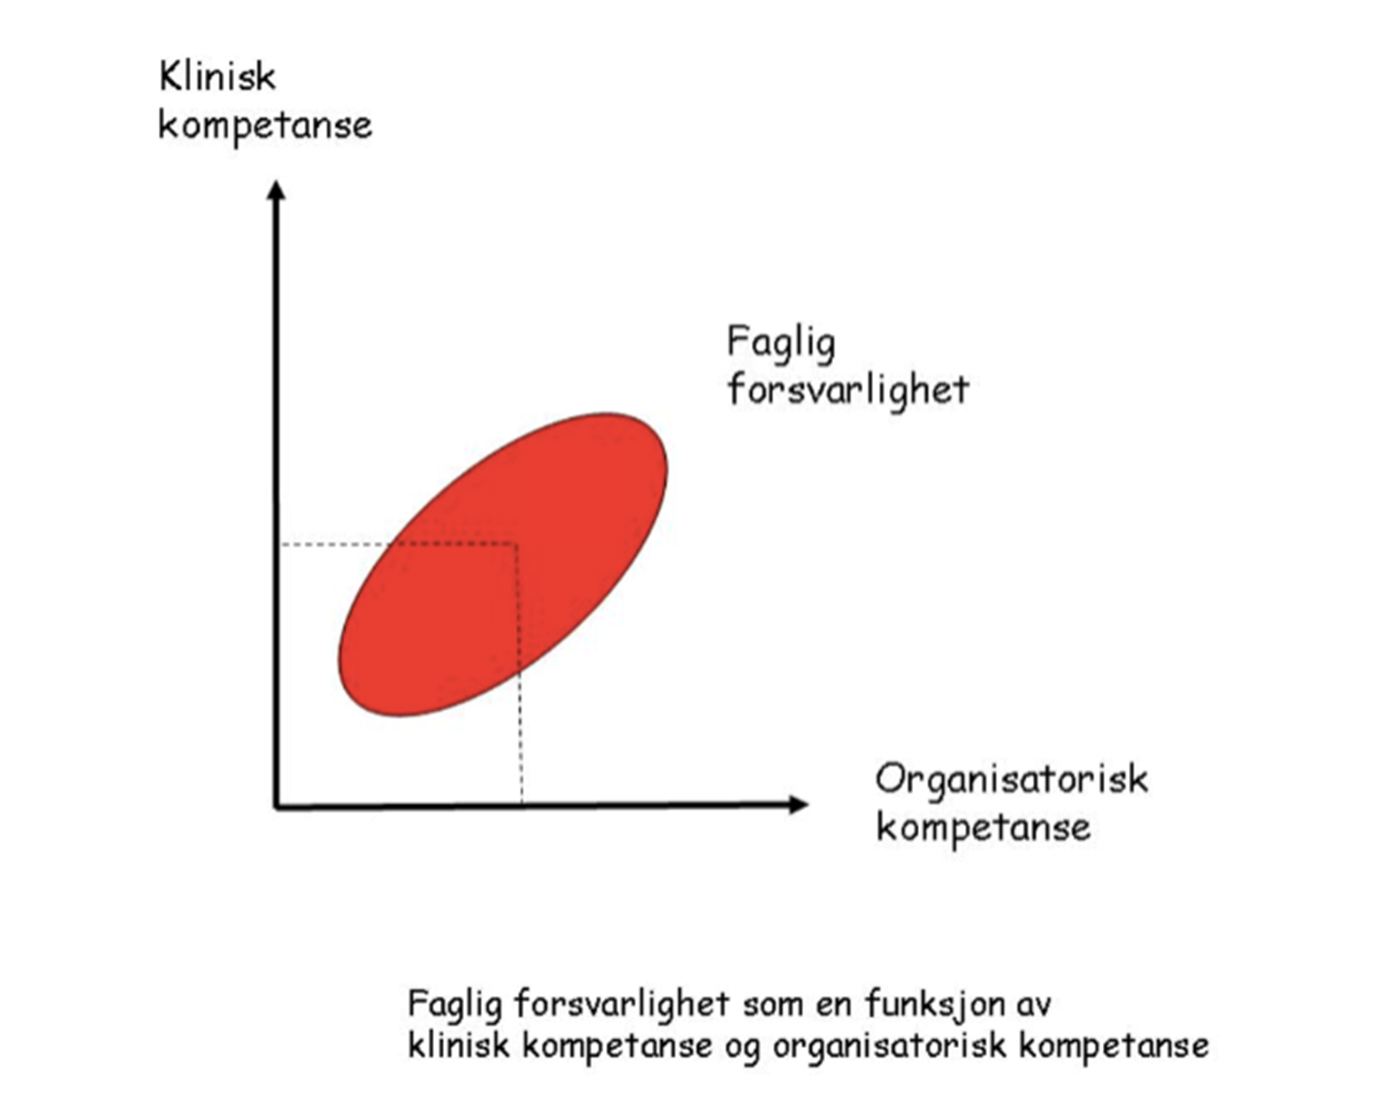 Klinisk
kompetanse
Faglig
forsvarlighet
Organisatorisk
kompetanse
Faglig forsvarlighet som en funksjon av
klinisk kompetanse og organisatorisk kompetanse